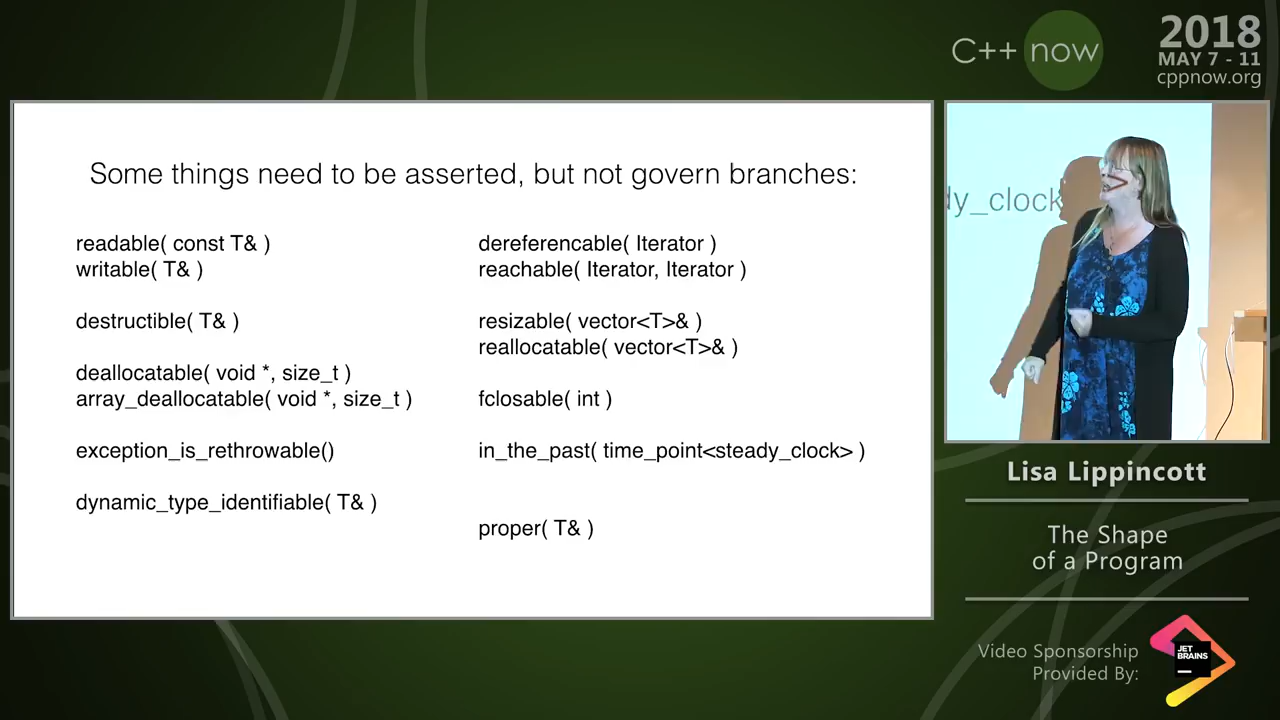 C++ now
2018
MAY 7 - 11
cppnow.org
Some things need to be asserted, but not govern branches:
readable( const T& )
writable( T& )
destructible( T& )
deallocatable( void *, size_t )
array_deallocatable( void *, size_t )
exception_is_rethrowable()
dynamic_type_identifiable( T& )
dereferencable( Iterator )
reachable( Iterator, Iterator )
resizable( vector<T>& )
reallocatable( vector<T>& )
fclosable( int )
in_the_past( time_point<steady_clock> )
proper( T& )
dy_clock
Lisa Lippincott
The Shape
of a Program
Video Sponsorship
Provided By:
JET
BRAINS